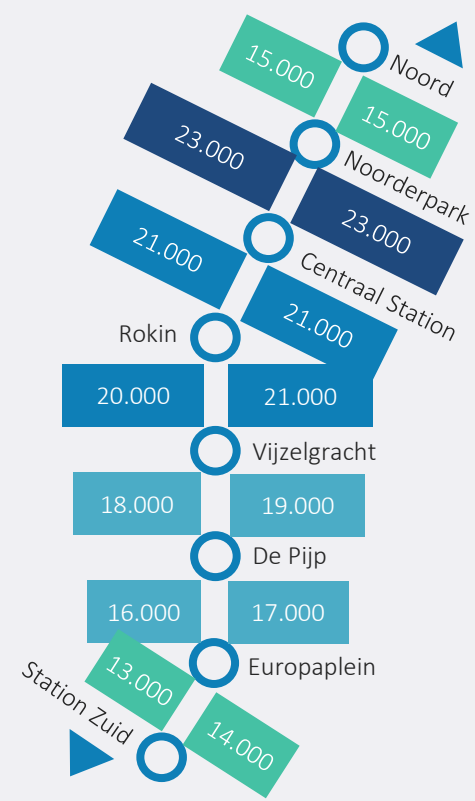 Noord
15.000
15.000
Noorderpark
23.000
23.000
Centraal Station
21.000
21.000
Rokin
20.000
21.000
Vijzelgracht
18.000
19.000
De Pijp
16.000
17.000
Europaplein
13.000
14.000
Station Zuid